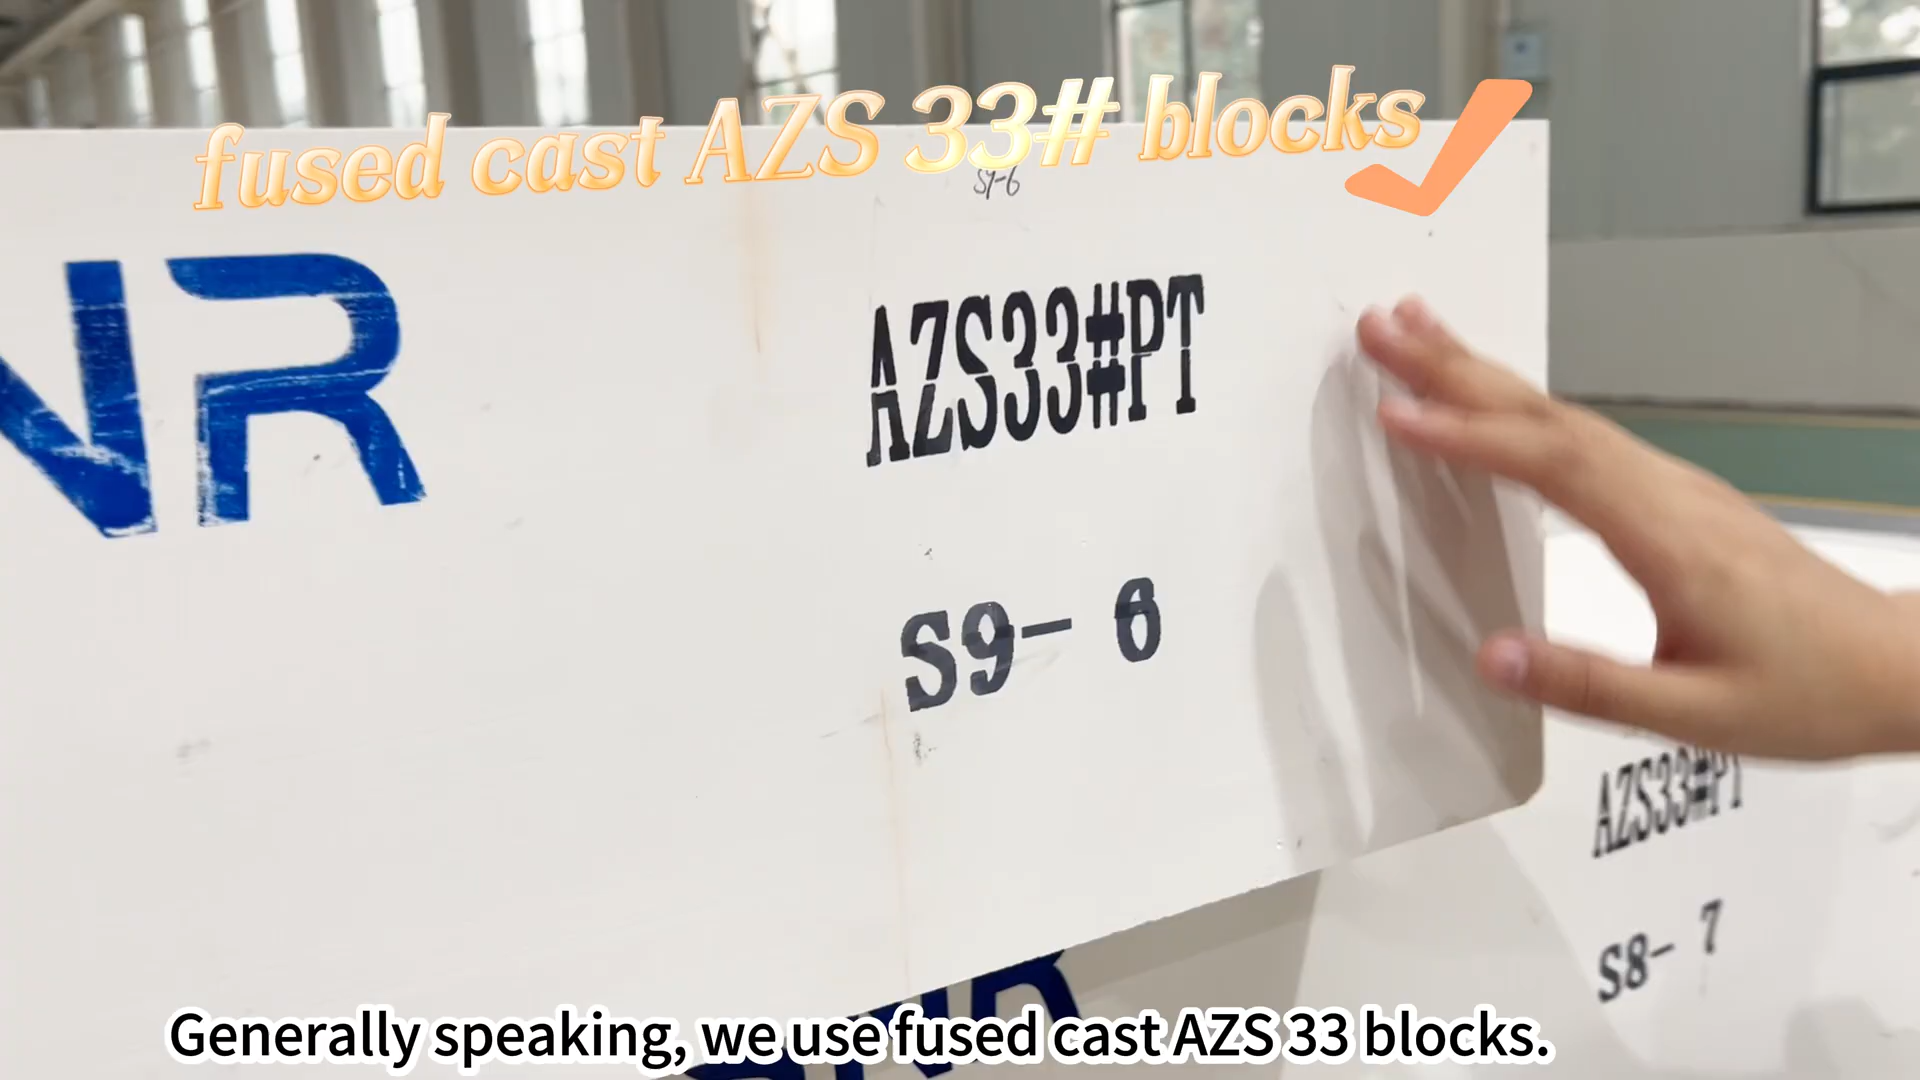 fused cast AZS 33# blocks
S9-6
NR
AZS33#PT
S9- 6
AZS33#PT
S8- 7
NR
Generally speaking, we use fused cast AZS 33 blocks.